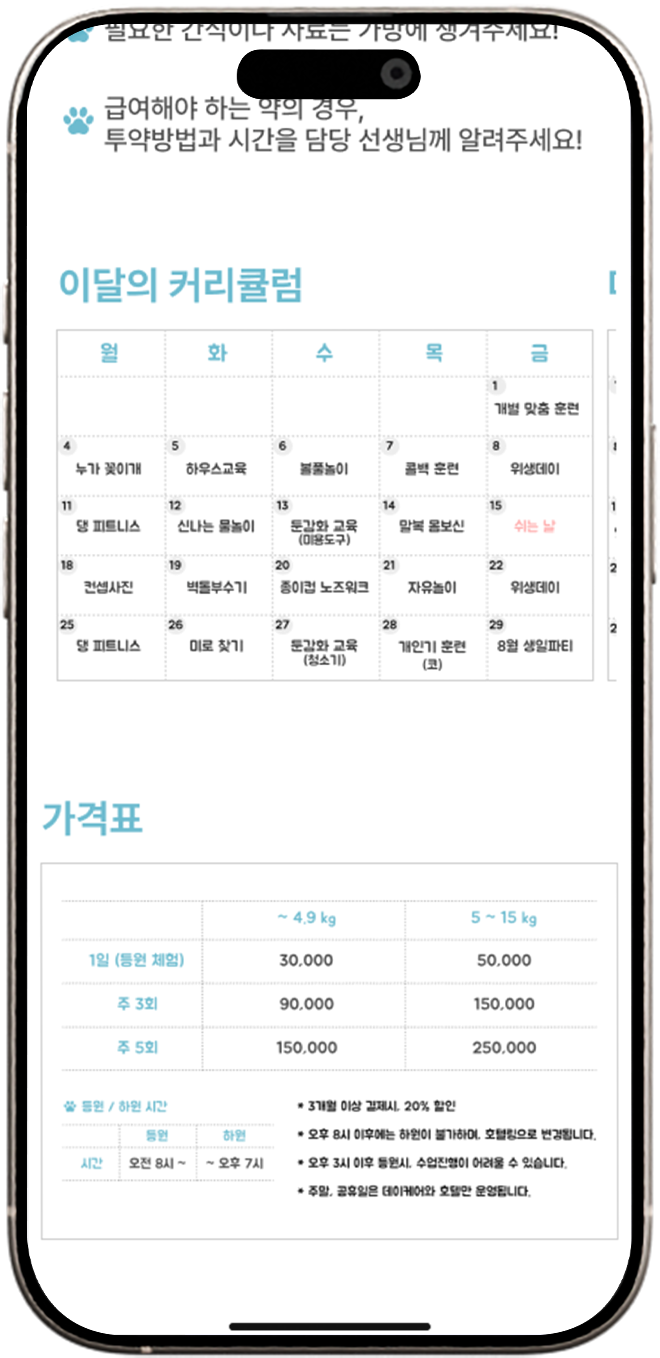 필요한 간식이나 사료는 가방에 챙겨주세요!
급여해야 하는 약의 경우,
투약방법과 시간을 담당 선생님께 알려주세요!
이달의 커리큘럼
월 화 수 목 금
1
개별 맞춤 훈련
4 5 6 7 8
누가 꽃이개 하우스교육 볼풀놀이 콜백 훈련 위생데이
11 12 13 14 15
댕 피트니스 신나는 물놀이 둔감화 교육 말복 몸보신 쉬는 날
(미용도구)
18 19 20 21 22
컨셉사진 벽돌부수기 종이컵 노즈워크 자유놀이 위생데이
25 26 27 28 29
댕 피트니스 미로 찾기 둔감화 교육 개인기 훈련 8월 생일파티
(청소기) (코)
가격표
~ 4.9 kg 5 ~ 15 kg
1일 (등원 체험) 30,000 50,000
주 3회 90,000 150,000
주 5회 150,000 250,000
등원 / 하원 시간
등원 하원
시간 오전 8시 ~ ~ 오후 7시
* 3개월 이상 결제시, 20% 할인
* 오후 8시 이후에는 하원이 불가하며, 호텔링으로 변경됩니다.
* 오후 3시 이후 등원시, 수업진행이 어려울 수 있습니다.
* 주말, 공휴일은 데이케어와 호텔만 운영됩니다.